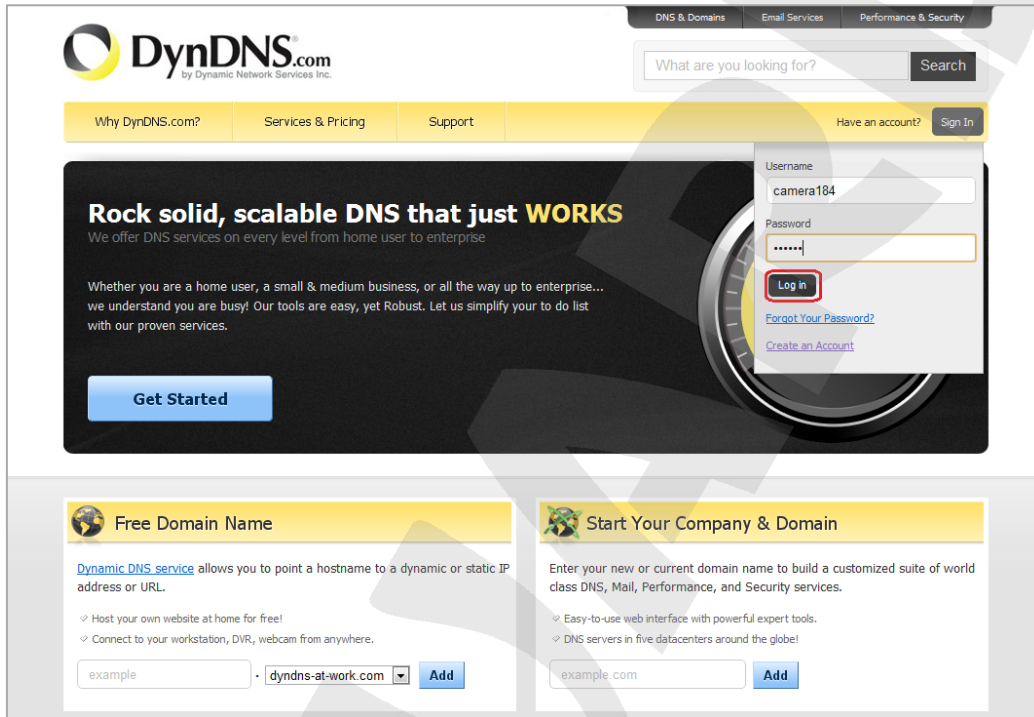 DNS & Domains Email Services Performance & Security
DynDNS.com
by Dynamic Network Services Inc.
What are you looking for? Search
Why DynDNS.com? Services & Pricing Support Have an account? Sign In
Username
camera184
Password
••••••
Log in
Forgot Your Password?
Create an Account
Rock solid, scalable DNS that just WORKS
We offer DNS services on every level from home user to enterprise
Whether you are a home user, a small & medium business, or all the way up to enterprise...
we understand you are busy! Our tools are easy, yet Robust. Let us simplify your to do list
with our proven services.
Get Started
Free Domain Name
Dynamic DNS service allows you to point a hostname to a dynamic or static IP
address or URL.
Host your own website at home for free!
Connect to your workstation, DVR, webcam from anywhere.
example . dyndns-at-work.com Add
Start Your Company & Domain
Enter your new or current domain name to build a customized suite of world
class DNS, Mail, Performance, and Security services.
Easy-to-use web interface with powerful expert tools.
DNS servers in five datacenters around the globe!
example.com Add